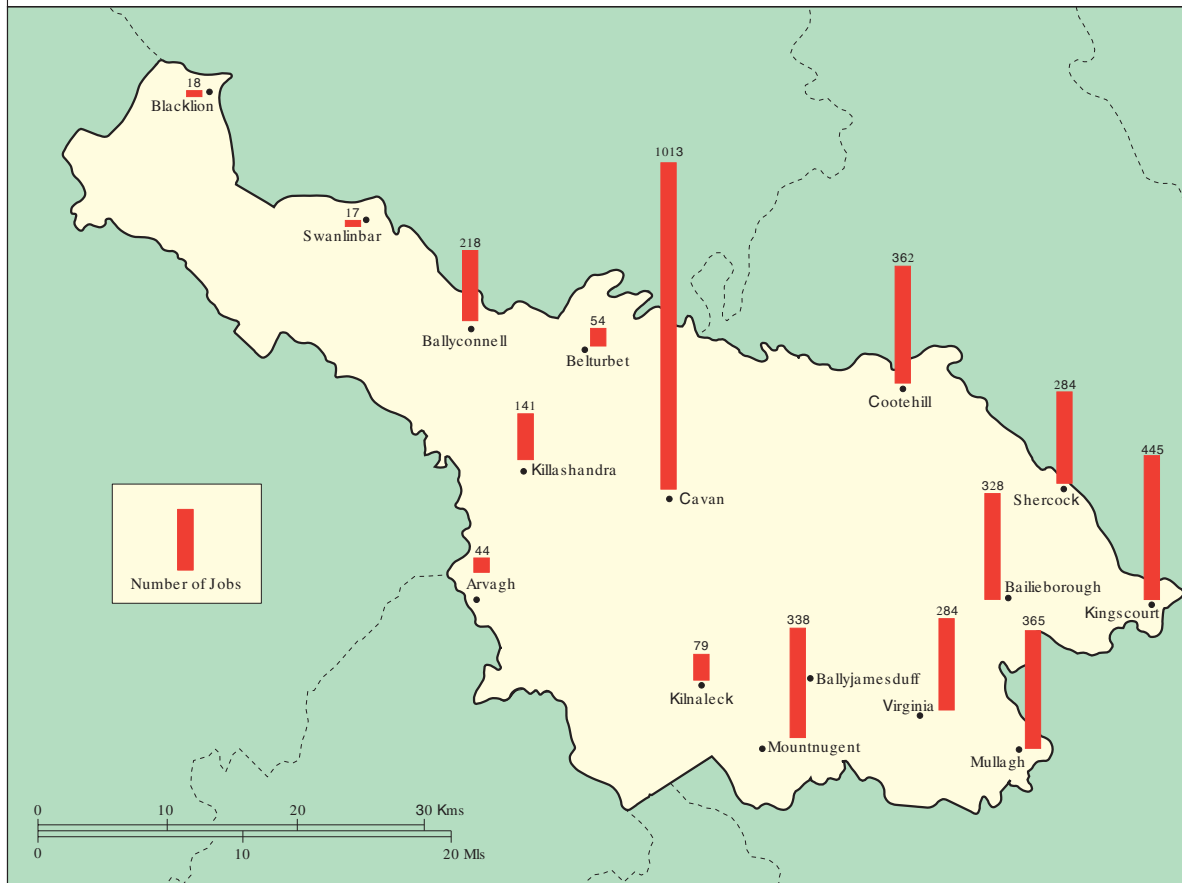 18
Blacklion
17
Swanlinbar
218
Ballyconnell
54
Belturbet
1013
Cavan
362
Cootehill
284
Shercock
445
Kingscourt
141
Killashandra
328
Bailieborough
44
Arvagh
Number of Jobs
79
Kilnaleck
338
Ballyjamesduff
Mountnugent
284
Virginia
365
Mullagh
0 10 20 30 Kms
0 10 20 Mls